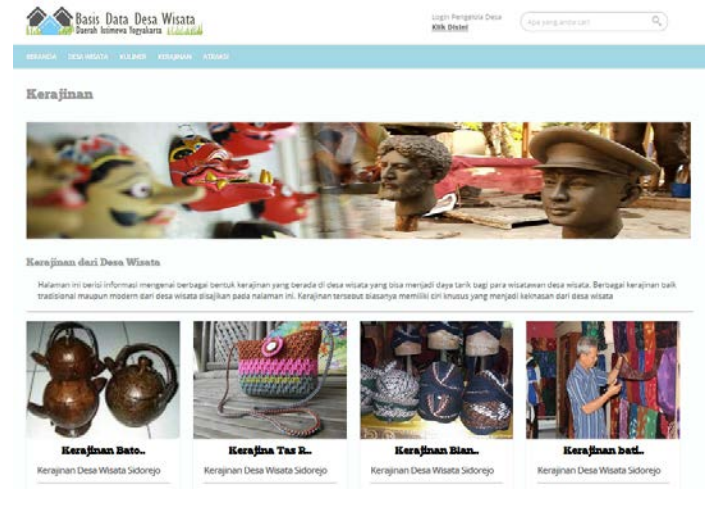 Basis Data Desa Wisata
Daerah Istimewa Yogyakarta
Login Pengelola Desa
Klik Disini
Apa yang anda cari
BERANDA DESA WISATA KULINER KERAJINAN ATRAKSI
Kerajinan
Kerajinan dari Desa Wisata
Halaman ini berisi informasi mengenai berbagai bentuk kerajinan yang berada di desa wisata yang bisa menjadi daya tarik bagi para wisatawan desa wisata. Berbagai kerajinan baik
tradisional maupun modern dari desa wisata disajikan pada halaman ini. Kerajinan tersebut biasanya memiliki ciri khusus yang menjadi kekhasan dari desa wisata
Kerajinan Bato.. Kerajina Tas R.. Kerajinan Blan.. Kerajinan bati..
Kerajinan Desa Wisata Sidorejo Kerajinan Desa Wisata Sidorejo Kerajinan Desa Wisata Sidorejo Kerajinan Desa Wisata Sidorejo